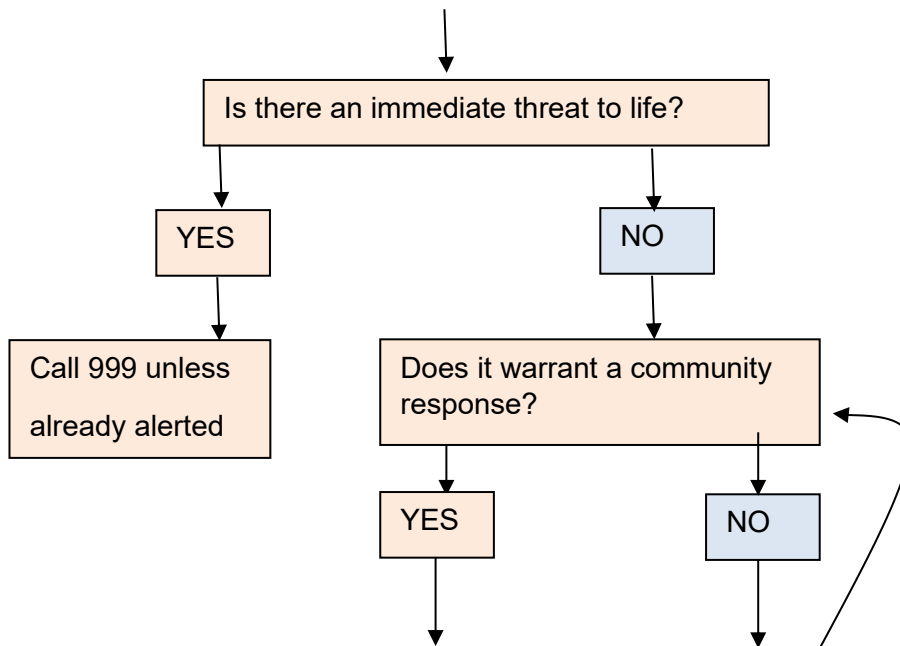 Is there an immediate threat to life?
YES
NO
Call 999 unless
already alerted
Does it warrant a community
response?
YES
NO